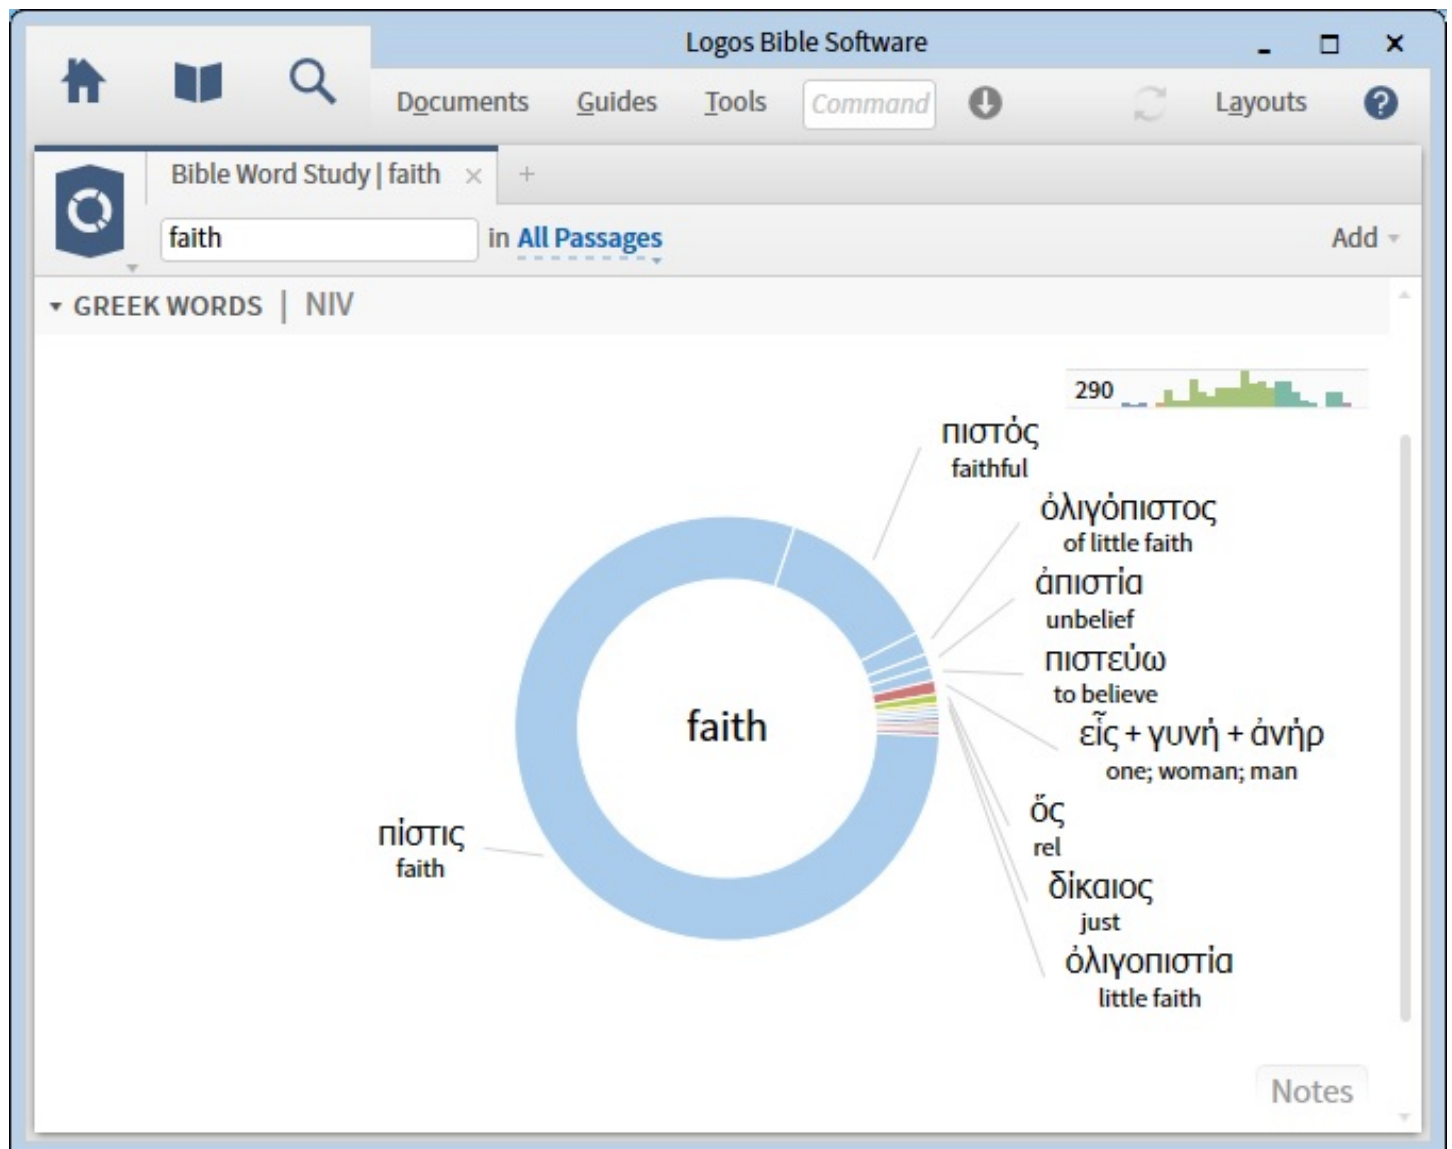 Logos Bible Software
Documents Guides Tools Command Layouts
Bible Word Study | faith
faith in All Passages Add
GREEK WORDS | NIV
290
πιστός
faithful
ὀλιγόπιστος
of little faith
ἀπιστία
unbelief
πιστεύω
to believe
εἷς + γυνή + ἀνήρ
one; woman; man
ὅς
rel
δίκαιος
just
ὀλιγοπιστία
little faith
faith
πίστις
faith
Notes